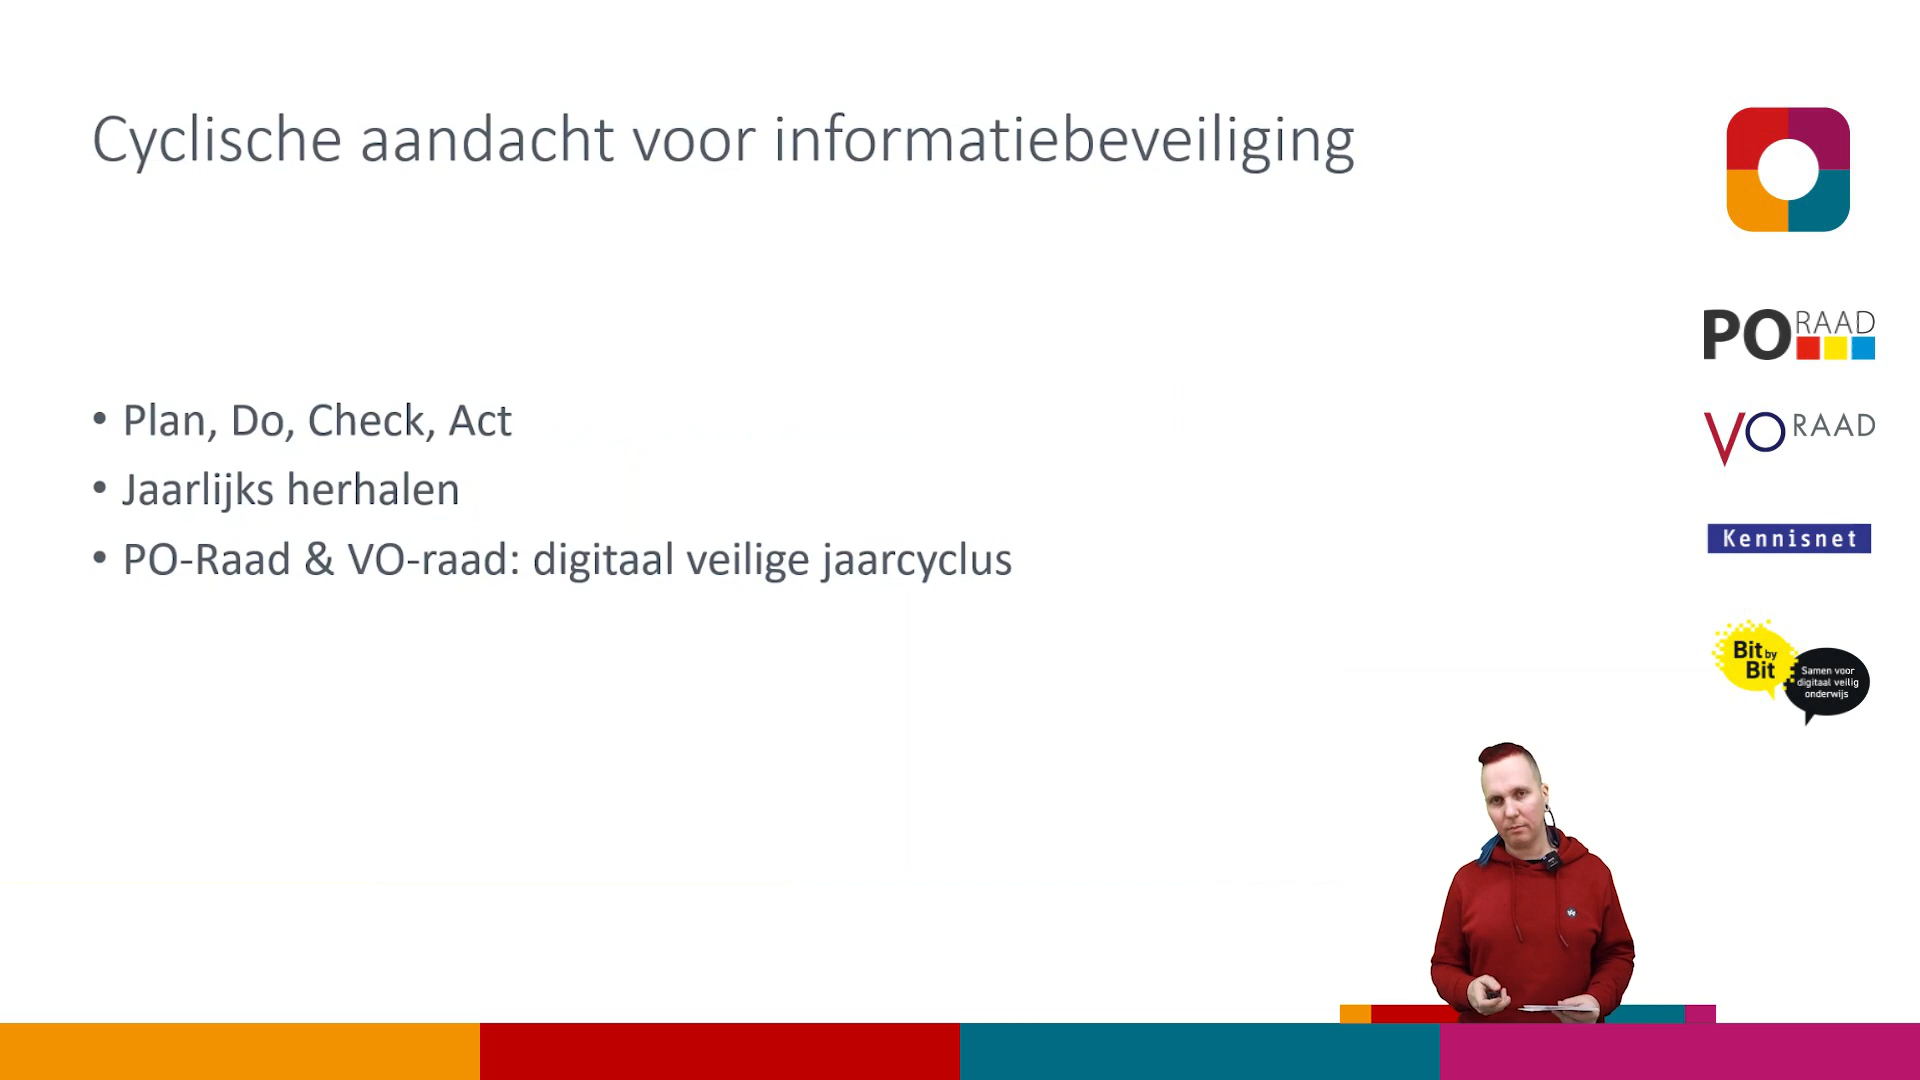 Cyclische aandacht voor informatiebeveiliging
• Plan, Do, Check, Act
• Jaarlijks herhalen
• PO-Raad & VO-raad: digitaal veilige jaarcyclus
PO RAAD
VO RAAD
Kennisnet
Bit by
Bit
Samen voor
digitaal veilig
onderwijs